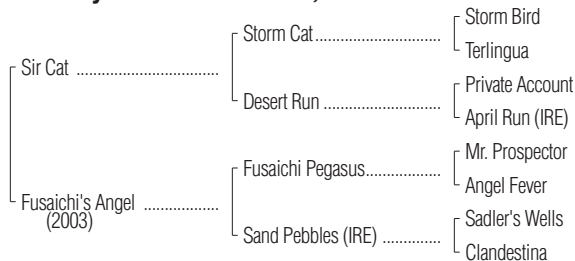 Storm Bird
Storm Cat
Terlingua
Sir Cat
Private Account
Desert Run
April Run (IRE)
Mr. Prospector
Fusaichi Pegasus
Angel Fever
Fusaichi's Angel
(2003)
Sadler's Wells
Sand Pebbles (IRE)
Clandestina